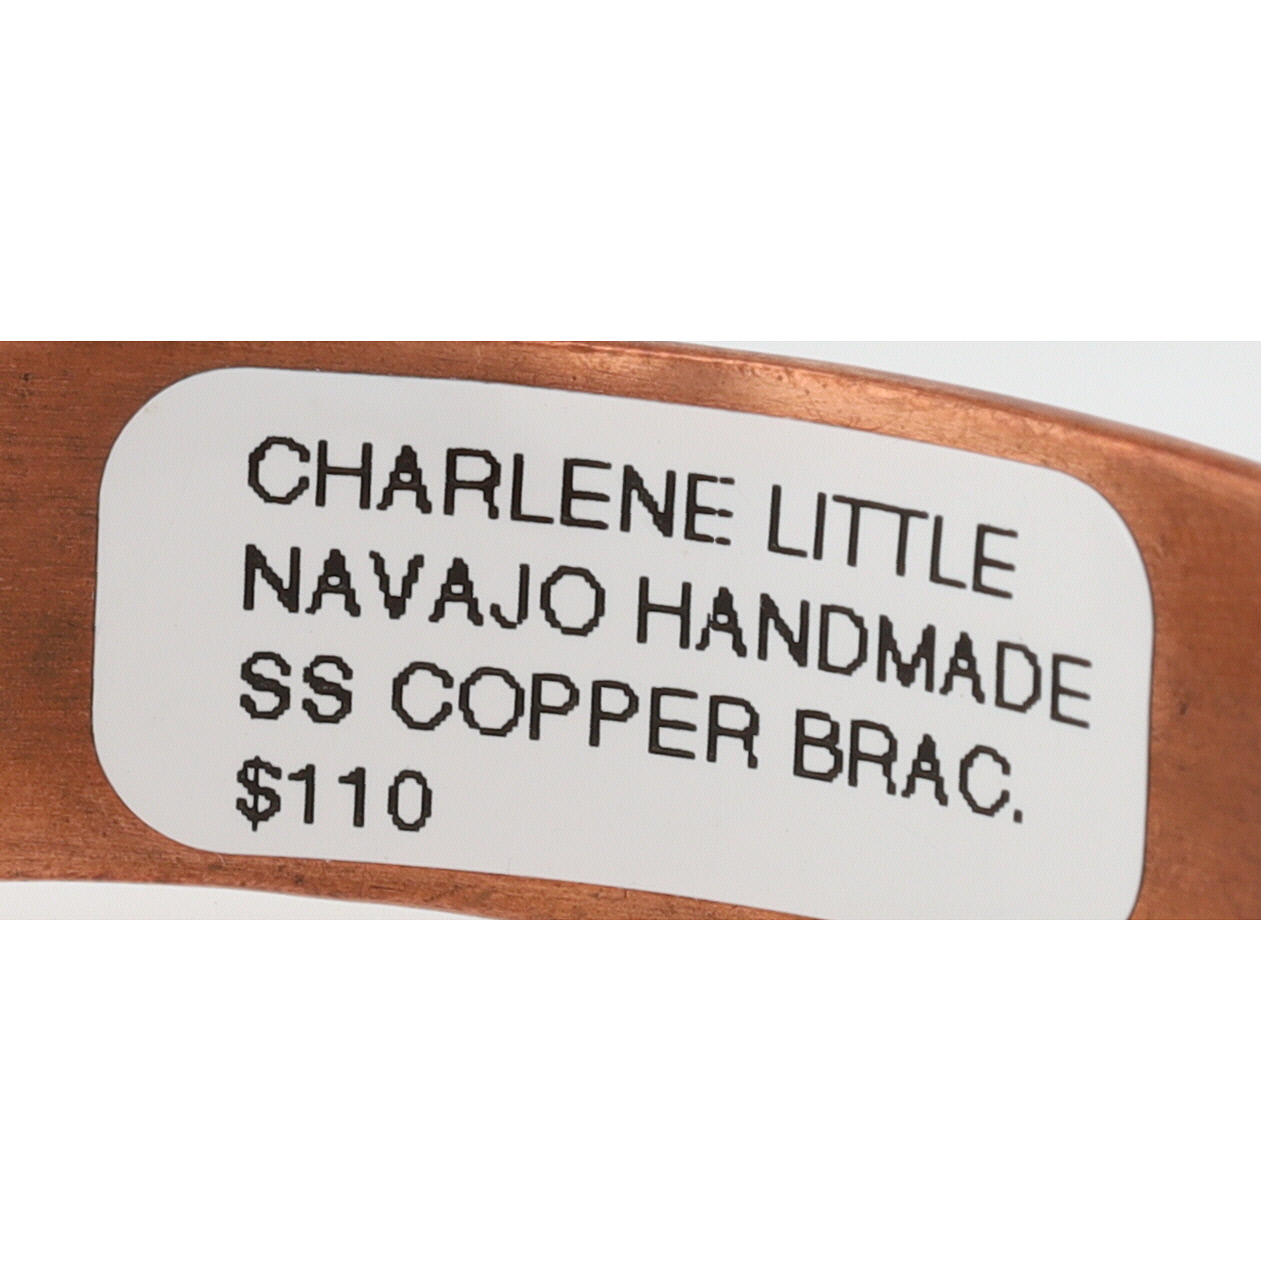 CHARLENE LITTLE
NAVAJO HANDMADE
SS COPPER BRAC.
$110